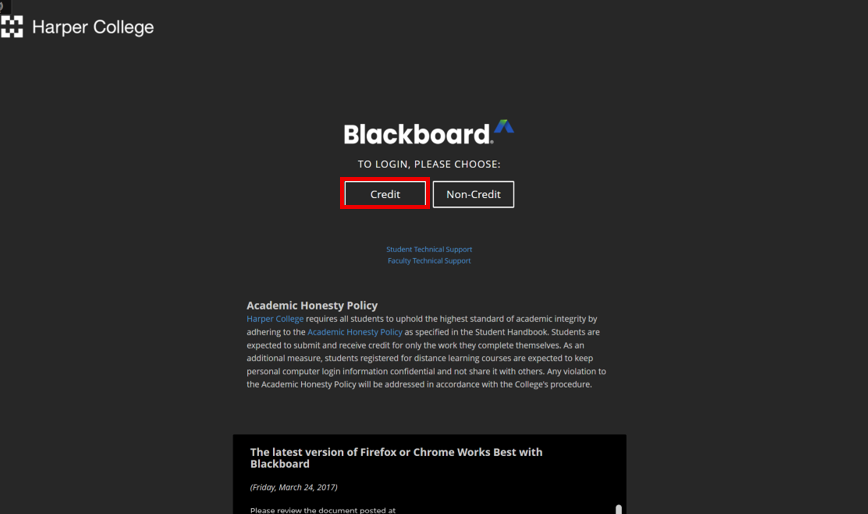 Harper College
Blackboard
TO LOGIN, PLEASE CHOOSE:
Credit
Non-Credit
Student Technical Support
Faculty Technical Support
Academic Honesty Policy
Harper College requires all students to uphold the highest standard of academic integrity by
adhering to the Academic Honesty Policy as specified in the Student Handbook. Students are
expected to submit and receive credit for only the work they complete themselves. As an
additional measure, students registered for distance learning courses are expected to keep
personal computer login information confidential and not share it with others. Any violation to
the Academic Honesty Policy will be addressed in accordance with the College's procedure.
The latest version of Firefox or Chrome Works Best with
Blackboard
(Friday, March 24, 2017)
Please review the document posted at